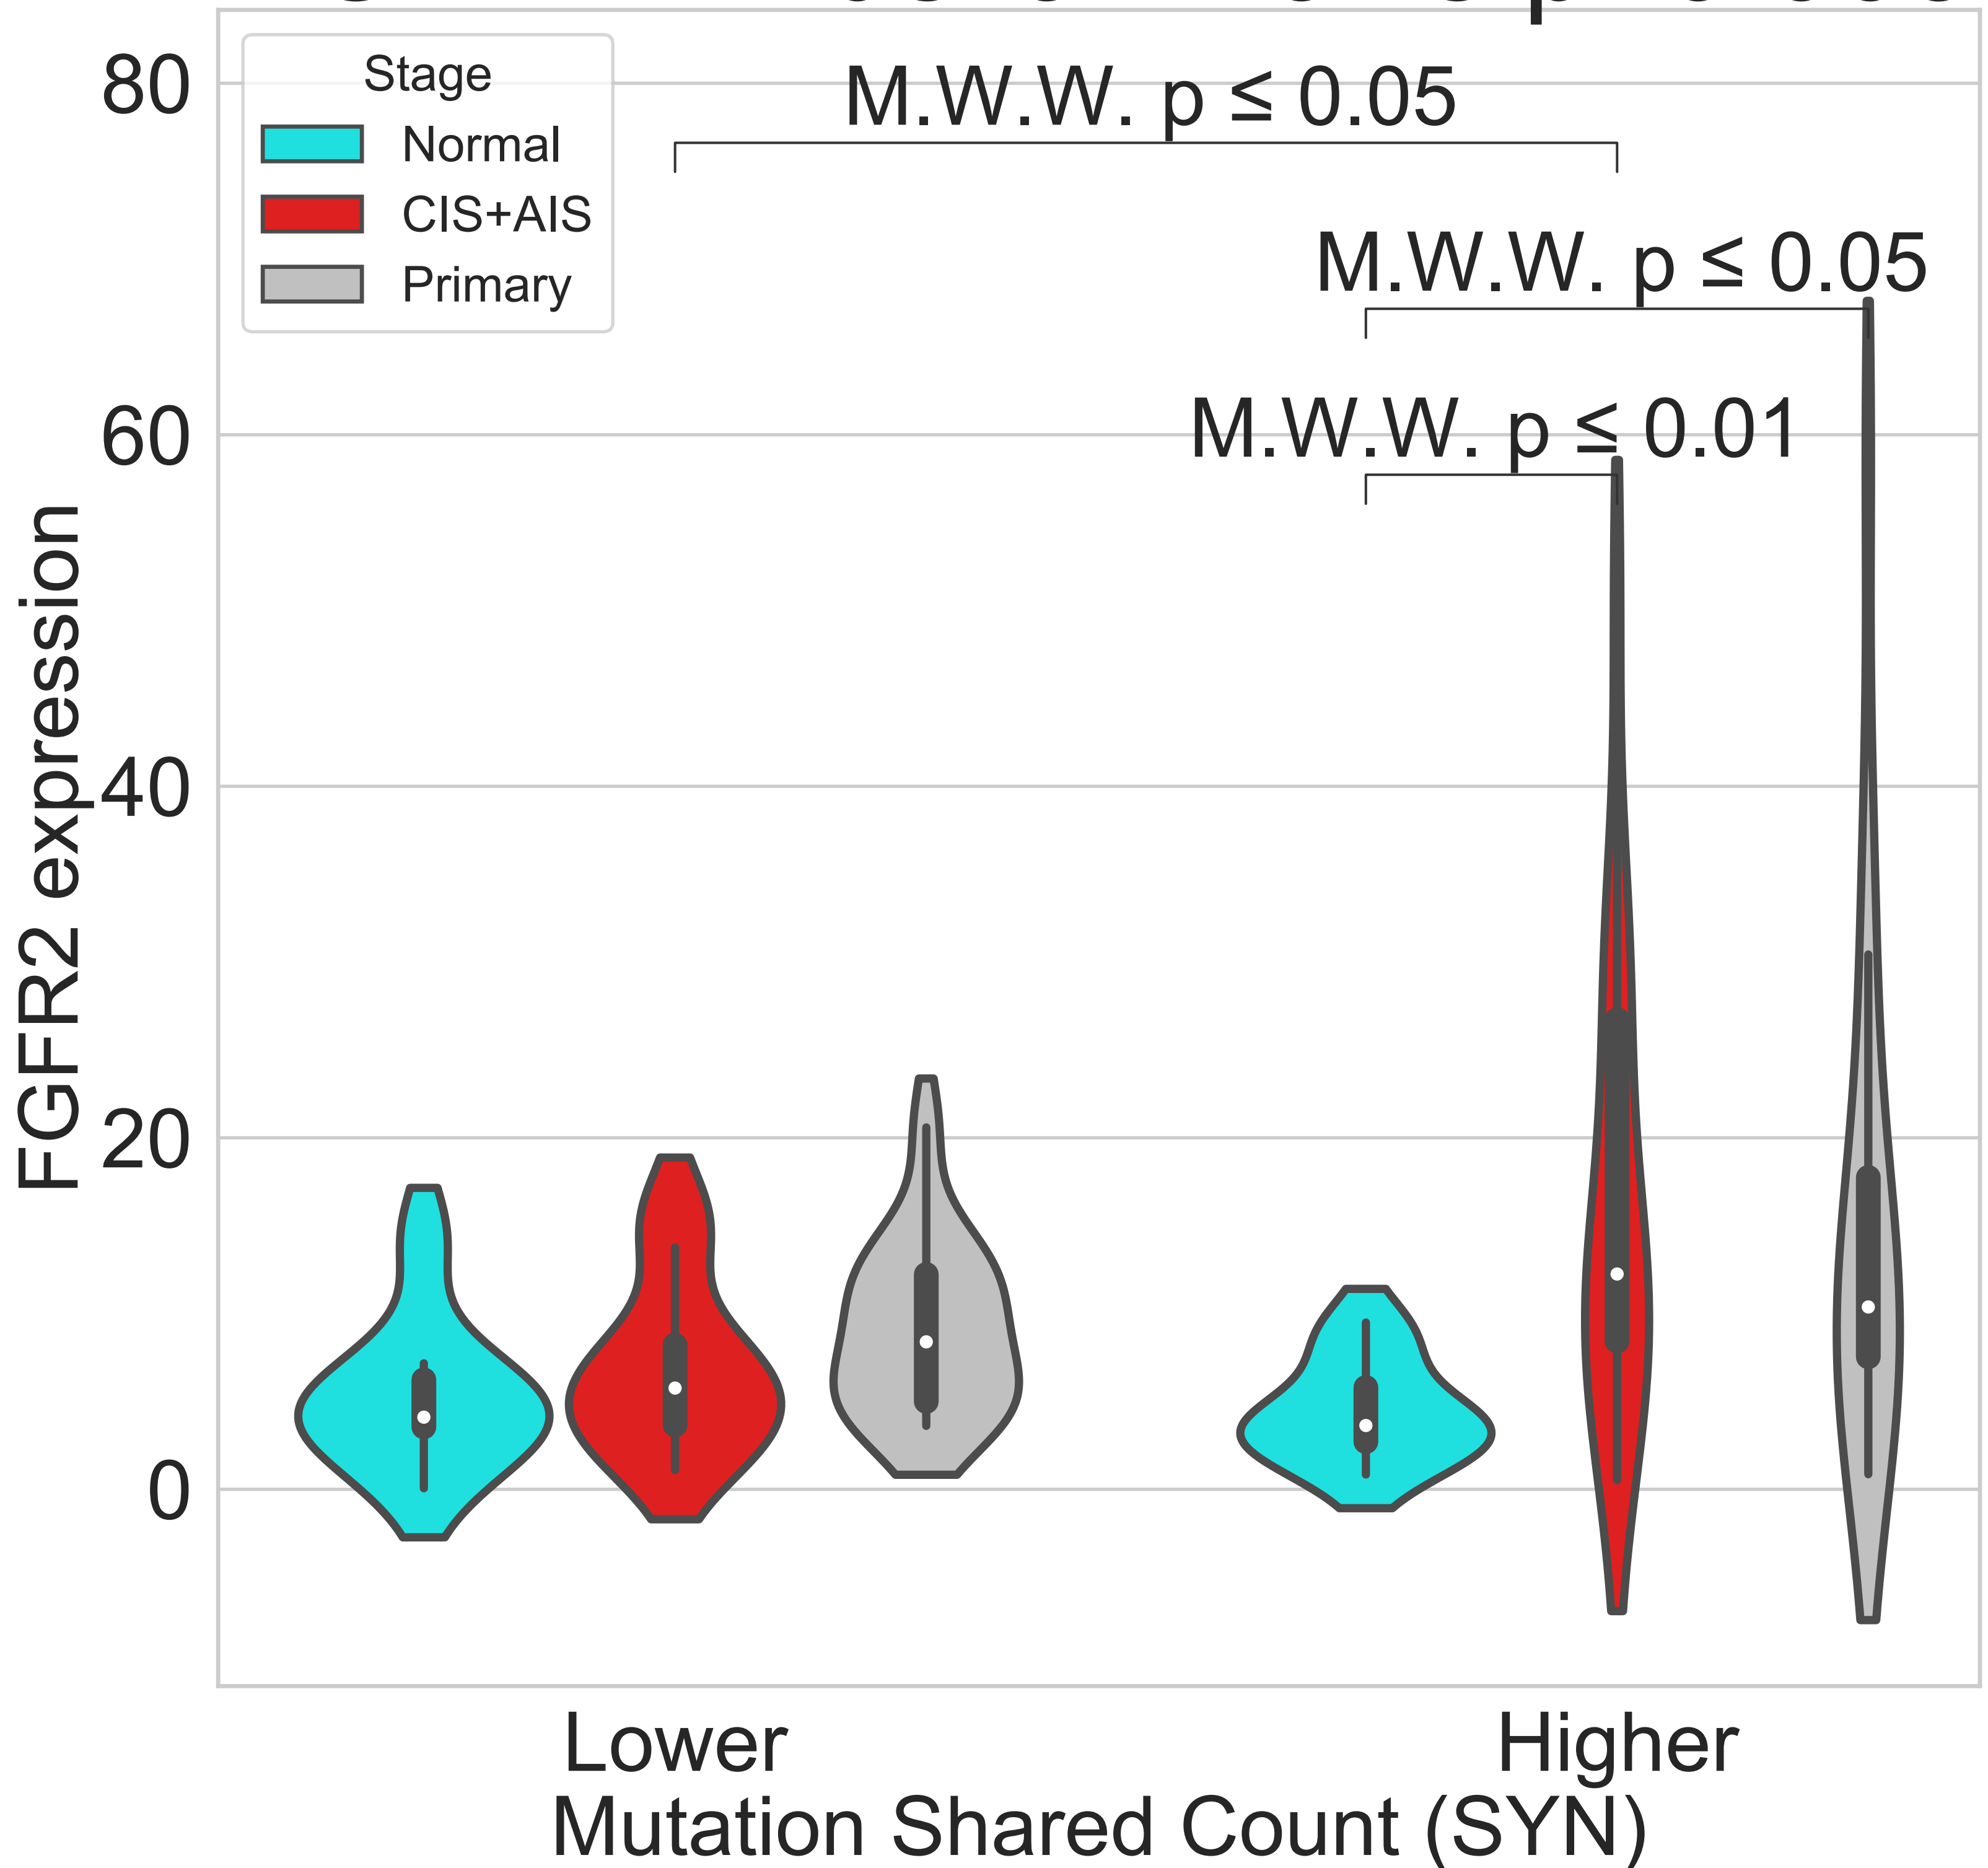 Stage
Normal
CIS+AIS
Primary
M.W.W. p ≤ 0.05
M.W.W. p ≤ 0.05
M.W.W. p ≤ 0.01
80
60
40
20
0
FGFR2 expression
Lower
Higher
Mutation Shared Count (SYN)